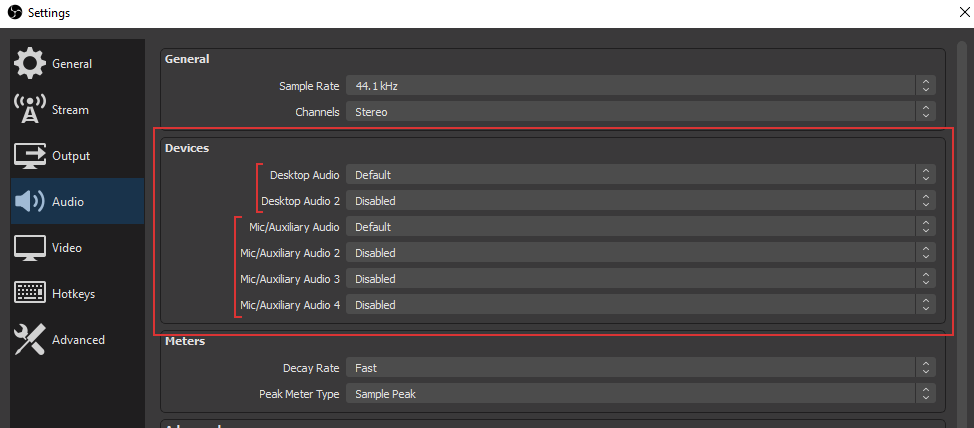 Settings
General
Stream
Output
Audio
Video
Hotkeys
Advanced
General
Sample Rate 44.1 kHz
Channels Stereo
Devices
Desktop Audio Default
Desktop Audio 2 Disabled
Mic/Auxiliary Audio Default
Mic/Auxiliary Audio 2 Disabled
Mic/Auxiliary Audio 3 Disabled
Mic/Auxiliary Audio 4 Disabled
Meters
Decay Rate Fast
Peak Meter Type Sample Peak